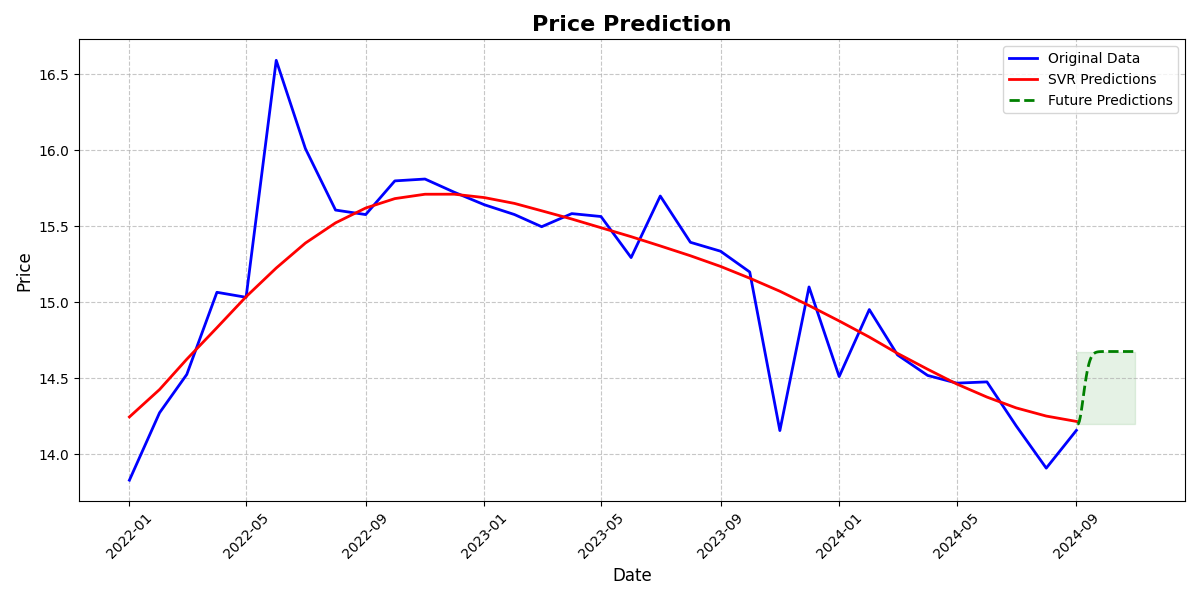 Price Prediction
Original Data
SVR Predictions
Future Predictions
Price
16.5
16.0
15.5
15.0
14.5
14.0
2022-01
2022-05
2022-09
2023-01
2023-05
2023-09
2024-01
2024-05
2024-09
Date